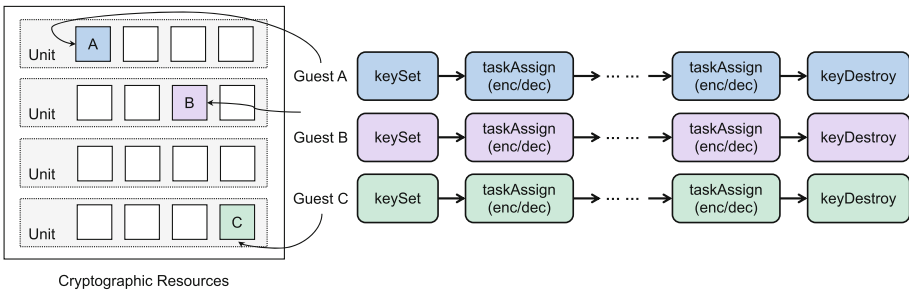 A
Unit
B
Unit
Unit
C
Unit
Cryptographic Resources
Guest A
keySet
taskAssign
(enc/dec)
... ...
taskAssign
(enc/dec)
keyDestroy
Guest B
keySet
taskAssign
(enc/dec)
... ...
taskAssign
(enc/dec)
keyDestroy
Guest C
keySet
taskAssign
(enc/dec)
... ...
taskAssign
(enc/dec)
keyDestroy